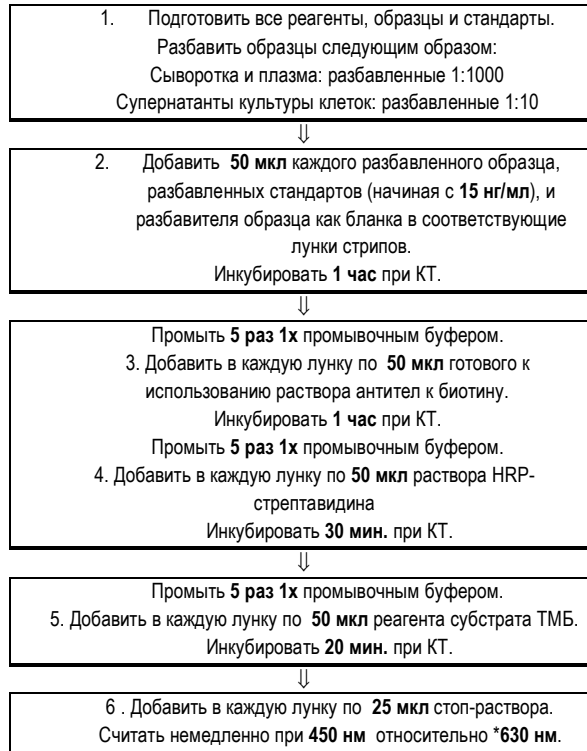 1. Подготовить все реагенты, образцы и стандарты.
Разбавить образцы следующим образом:
Сыворотка и плазма: разбавленные 1:1000
Супернатанты культуры клеток: разбавленные 1:10
⇓
2. Добавить 50 мкл каждого разбавленного образца,
разбавленных стандартов (начиная с 15 нг/мл), и
разбавителя образца как бланка в соответствующие
лунки стрипов.
Инкубировать 1 час при КТ.
⇓
Промыть 5 раз 1x промывочным буфером.
3. Добавить в каждую лунку по 50 мкл готового к
использованию раствора антител к биотину.
Инкубировать 1 час при КТ.
Промыть 5 раз 1x промывочным буфером.
4. Добавить в каждую лунку по 50 мкл раствора HRP-
стрептавидина
Инкубировать 30 мин. при КТ.
⇓
Промыть 5 раз 1x промывочным буфером.
5. Добавить в каждую лунку по 50 мкл реагента субстрата ТМБ.
Инкубировать 20 мин. при КТ.
⇓
6 . Добавить в каждую лунку по 25 мкл стоп-раствора.
Считать немедленно при 450 нм относительно *630 нм.